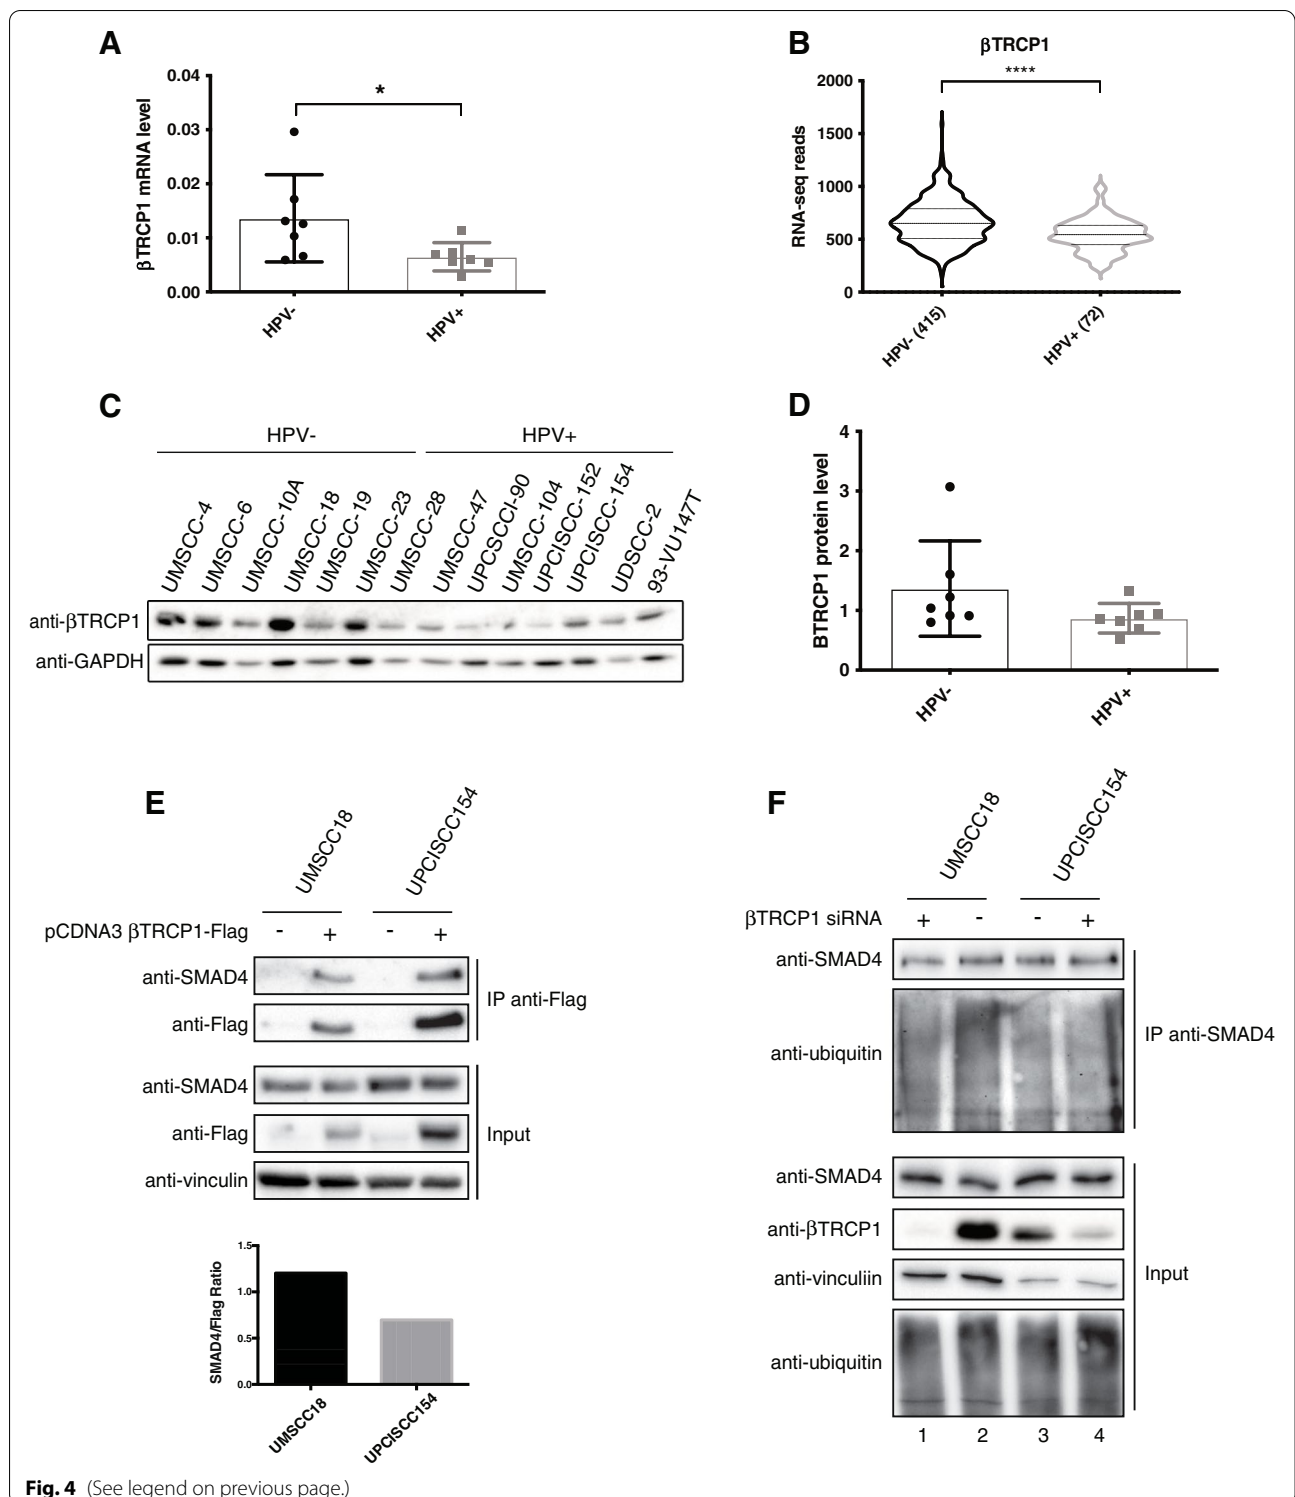 A
βTRCP1 mRNA level
0.04
0.03
0.02
0.01
0.00
*
HPV-
HPV+
B
βTRCP1
****
RNA-seq reads
2000
1500
1000
500
0
HPV- (415)
HPV+ (72)
C
HPV-
HPV+
UMSCC-4
UMSCC-6
UMSCC-10A
UMSCC-18
UMSCC-19
UMSCC-23
UMSCC-28
UMSCC-47
UPCSCCI-90
UMSCC-104
UPCISCC-152
UPCISCC-154
UDSCC-2
93-VU147T
anti-βTRCP1
anti-GAPDH
D
BTRCP1 protein level
4
3
2
1
0
HPV-
HPV+
E
UMSCC18
UPCISCC154
pCDNA3 βTRCP1-Flag - + - +
anti-SMAD4
anti-Flag
IP anti-Flag
anti-SMAD4
anti-Flag
anti-vinculin
Input
SMAD4/Flag Ratio
1.5
1.0
0.5
0.0
UMSCC18
UPCISCC154
F
UMSCC18
UPCISCC154
βTRCP1 siRNA + - - +
anti-SMAD4
anti-ubiquitin
IP anti-SMAD4
anti-SMAD4
anti-βTRCP1
anti-vinculiin
anti-ubiquitin
Input
1 2 3 4
Fig. 4 (See legend on previous page.)